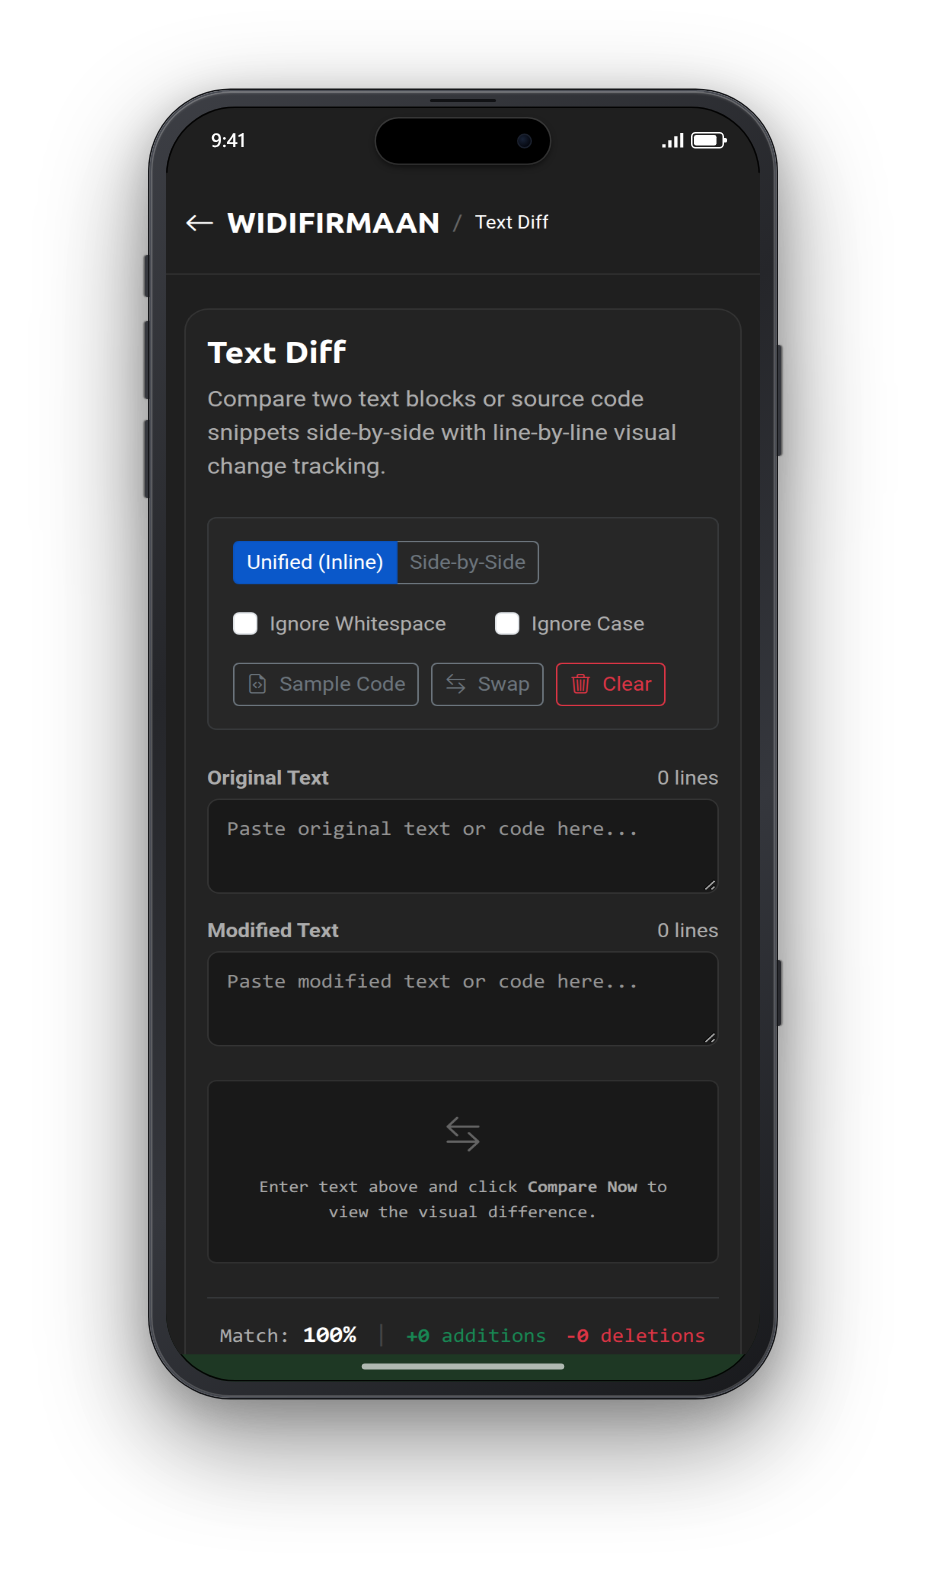 9:41
WIDIFIRMAAN / Text Diff
Text Diff
Compare two text blocks or source code
snippets side-by-side with line-by-line visual
change tracking.
Unified (Inline) Side-by-Side
Ignore Whitespace Ignore Case
Sample Code Swap Clear
Original Text 0 lines
Paste original text or code here...
Modified Text 0 lines
Paste modified text or code here...
Enter text above and click Compare Now to
view the visual difference.
Match: 100% | +0 additions -0 deletions